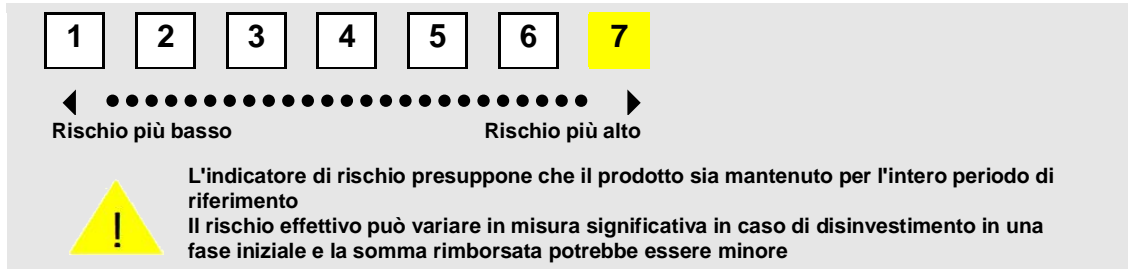 1 2 3 4 5 6 7
Rischio più basso Rischio più alto
L'indicatore di rischio presuppone che il prodotto sia mantenuto per l'intero periodo di
riferimento
Il rischio effettivo può variare in misura significativa in caso di disinvestimento in una
fase iniziale e la somma rimborsata potrebbe essere minore
!